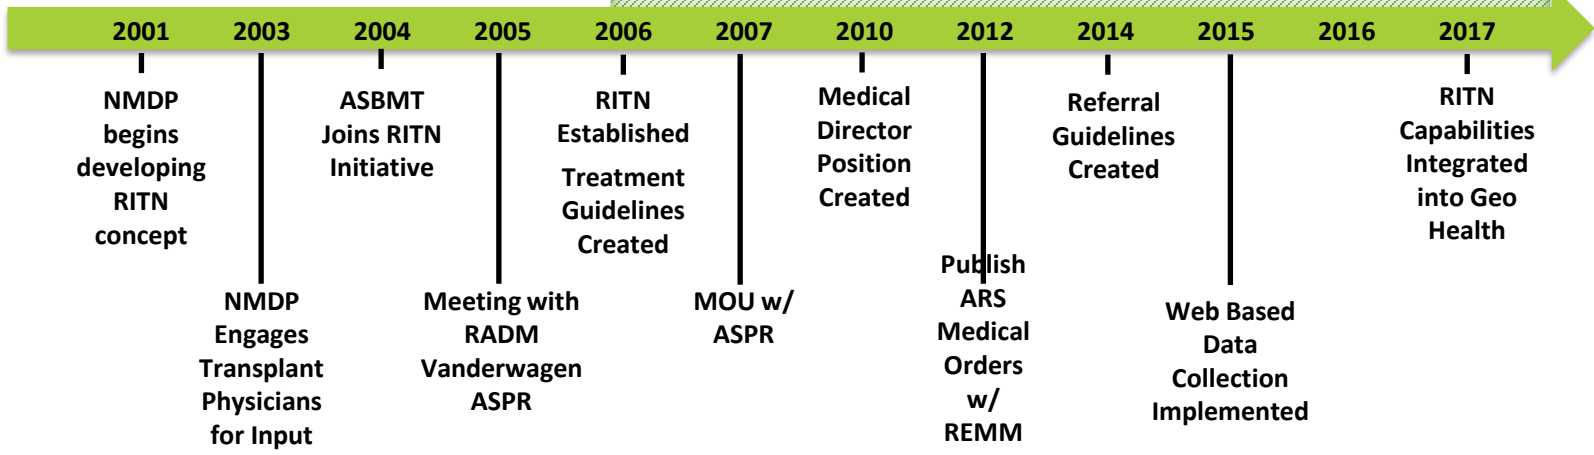 2001 2003 2004 2005 2006 2007 2010 2012 2014 2015 2016 2017
NMDP
begins
developing
RITN
concept
NMDP
Engages
Transplant
Physicians
for Input
ASBMT
Joins RITN
Initiative
Meeting with
RADM
Vanderwagen
ASPR
RITN
Established
Treatment
Guidelines
Created
MOU w/
ASPR
Medical
Director
Position
Created
Publish
ARS
Medical
Orders
w/
REMM
Referral
Guidelines
Created
Web Based
Data
Collection
Implemented
RITN
Capabilities
Integrated
into Geo
Health